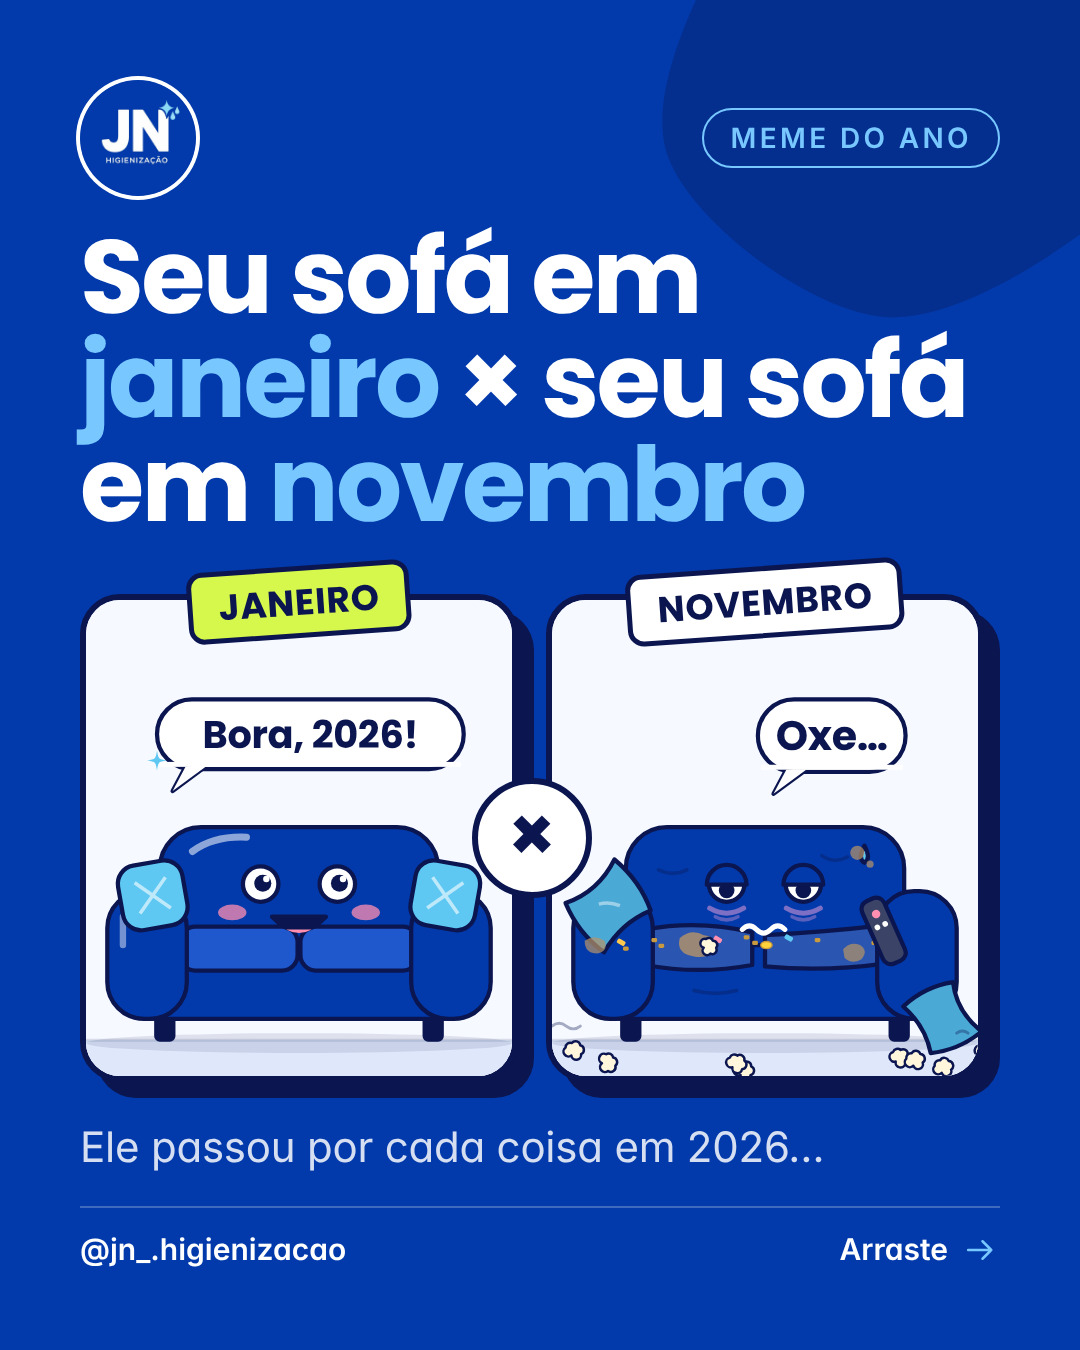 JN
HIGIENIZAÇÃO
MEME DO ANO
Seu sofá em
janeiro × seu sofá
em novembro
JANEIRO
NOVEMBRO
Bora, 2026!
Oxe...
×
Ele passou por cada coisa em 2026...
@jn_.higienizacao
Arraste →